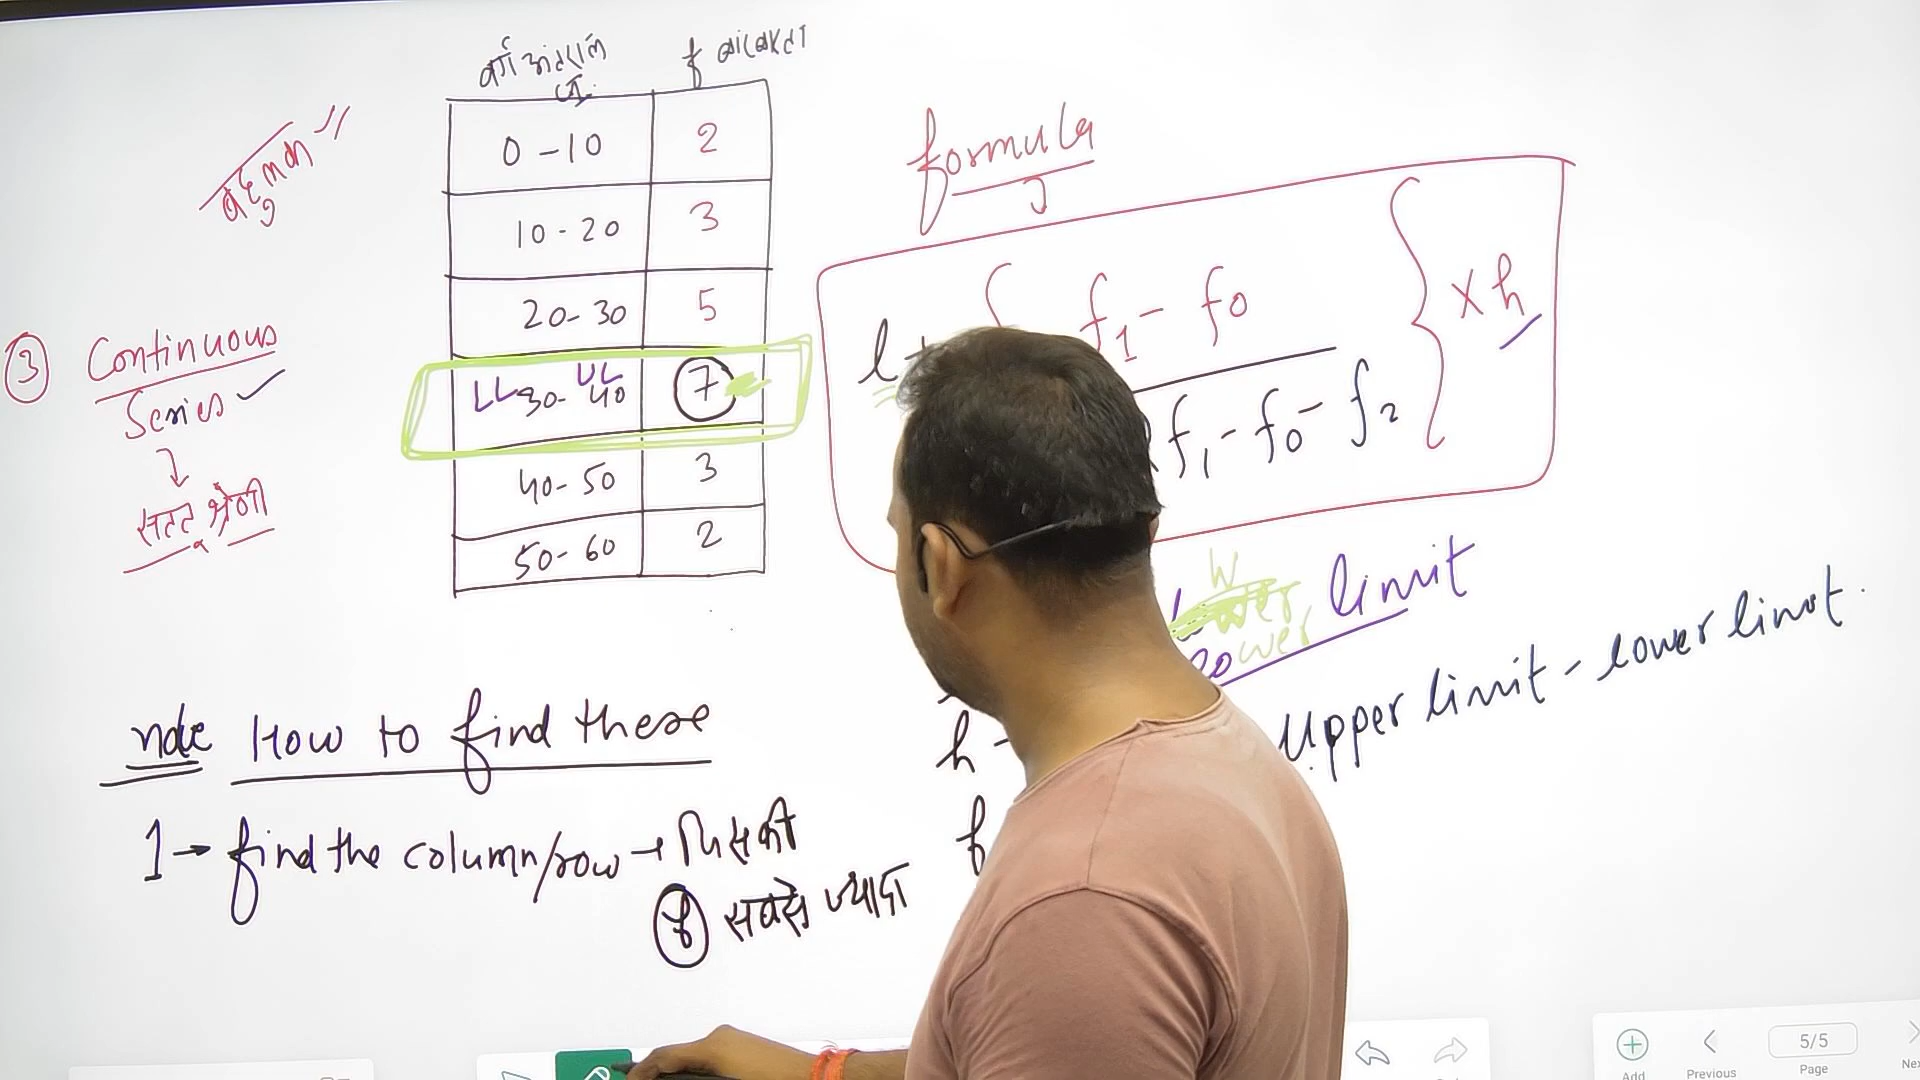 वर्ग अंतराल
C.I.
f बारंबारता
बहुलक
0 - 10 2
10 - 20 3
20 - 30 5
LL 30 - UL 40 7
40 - 50 3
50 - 60 2
③ Continuous
Series
सतत श्रेणी
formula
f1 - f0
f1 - f0 - f2
× h
l
limit
ower
h - Upper limit - lower limit.
f
note How to find these
1 → find the column/row → जिसकी
f सबसे ज्यादा
Add
Previous
5/5
Page